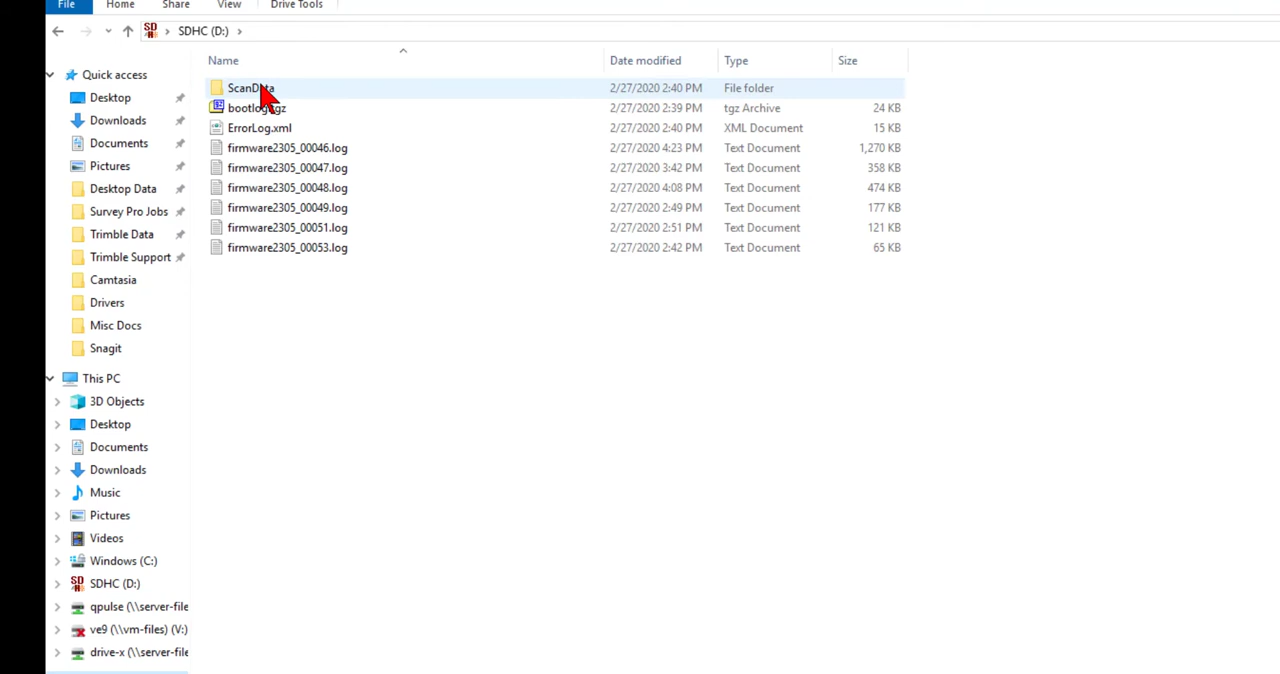 File Home Share View Drive Tools
SDHC (D:)
Name Date modified Type Size
Quick access
Desktop
Downloads
Documents
Pictures
Desktop Data
Survey Pro Jobs
Trimble Data
Trimble Support
Camtasia
Drivers
Misc Docs
Snagit
This PC
3D Objects
Desktop
Documents
Downloads
Music
Pictures
Videos
Windows (C:)
SDHC (D:)
qpulse (\\server-file
ve9 (\\vm-files) (V:)
drive-x (\\server-file
2/27/2020 2:40 PM File folder
2/27/2020 2:39 PM tgz Archive 24 KB
ErrorLog.xml 2/27/2020 2:40 PM XML Document 15 KB
firmware2305_00046.log 2/27/2020 4:23 PM Text Document 1,270 KB
firmware2305_00047.log 2/27/2020 3:42 PM Text Document 358 KB
firmware2305_00048.log 2/27/2020 4:08 PM Text Document 474 KB
firmware2305_00049.log 2/27/2020 2:49 PM Text Document 177 KB
firmware2305_00051.log 2/27/2020 2:51 PM Text Document 121 KB
firmware2305_00053.log 2/27/2020 2:42 PM Text Document 65 KB